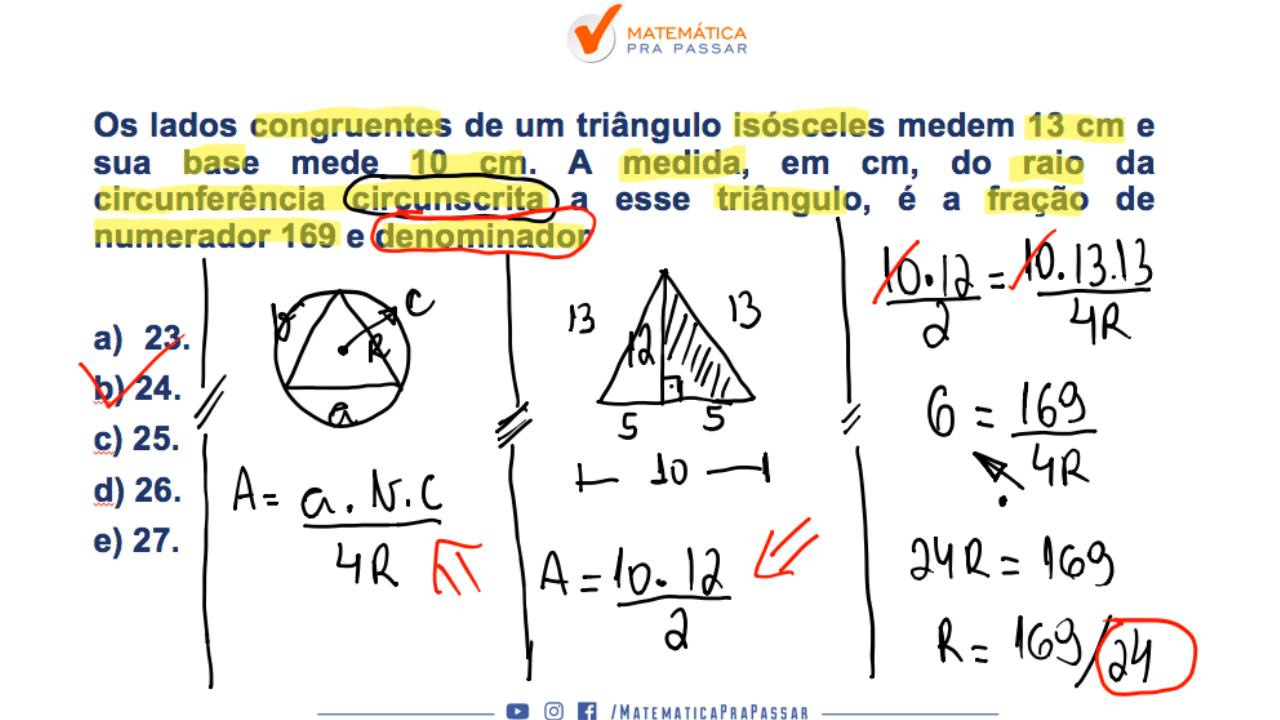 MATEMÁTICA
PRA PASSAR
Os lados congruentes de um triângulo isósceles medem 13 cm e
sua base mede 10 cm. A medida, em cm, do raio da
circunferência circunscrita a esse triângulo, é a fração de
numerador 169 e denominador
a) 23.
b) 24.
c) 25.
d) 26.
e) 27.
b
c
R
a
A = a.b.c
4R
13
13
12
5
5
10
A = 10.12
2
10.12 = 10.13.13
2
4R
6 = 169
4R
24R = 169
R = 169/24
/MATEMATICAPRAPASSAR